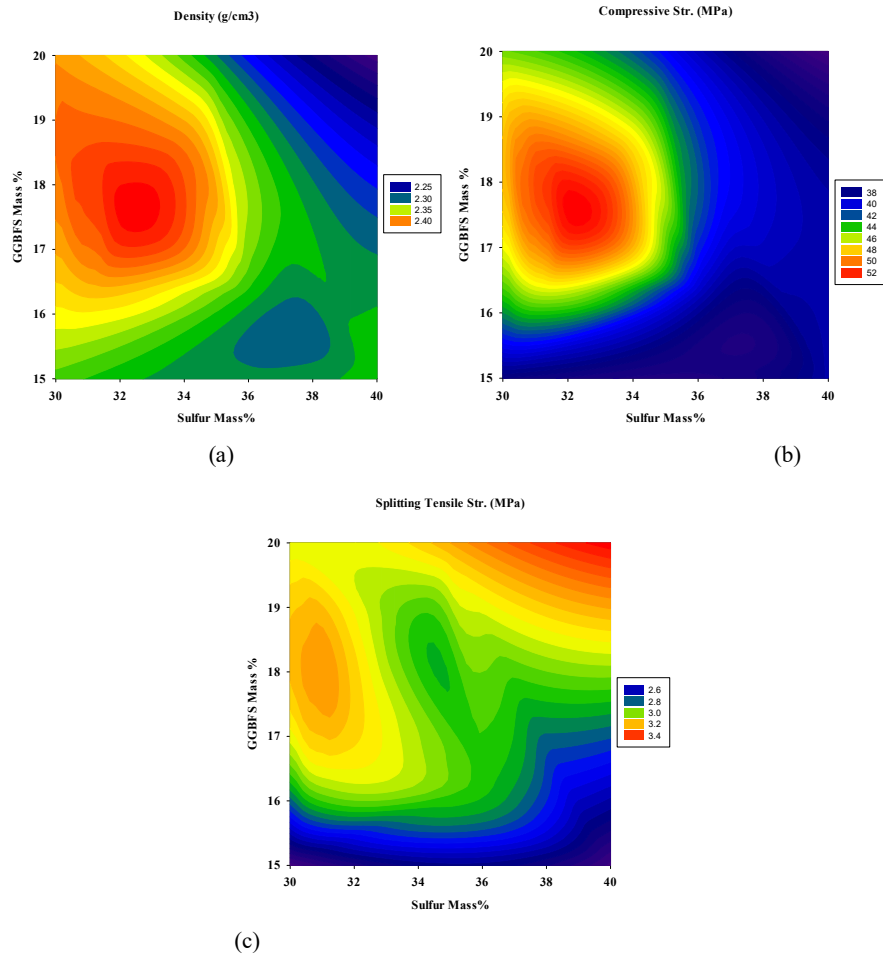 Density (g/cm3)
20
19
18
17
16
15
GGBFS Mass %
30 32 34 36 38 40
Sulfur Mass%
2.25
2.30
2.35
2.40
(a)
Compressive Str. (MPa)
20
19
18
17
16
15
GGBFS Mass %
30 32 34 36 38 40
Sulfur Mass%
38
40
42
44
46
48
50
52
(b)
Splitting Tensile Str. (MPa)
20
19
18
17
16
15
GGBFS Mass %
30 32 34 36 38 40
Sulfur Mass%
2.6
2.8
3.0
3.2
3.4
(c)